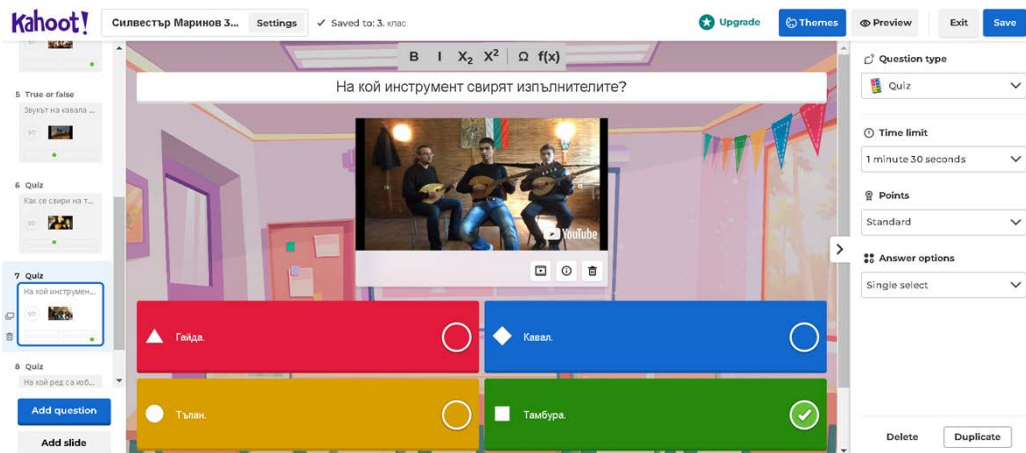 Kahoot!
Силвестър Маринов 3...
Settings
Saved to: 3. клас
Upgrade
Themes
Preview
Exit
Save
5 True or false
Звукът на кавала ...
90
6 Quiz
Как се свири на т...
90
7 Quiz
На кой инструмен...
90
8 Quiz
На кой ред са изб...
Add question
Add slide
B I X₂ X² Ω f(x)
На кой инструмент свирят изпълнителите?
YouTube
Гайда.
Кавал.
Тъпан.
Тамбура.
Question type
Quiz
Time limit
1 minute 30 seconds
Points
Standard
Answer options
Single select
Delete
Duplicate